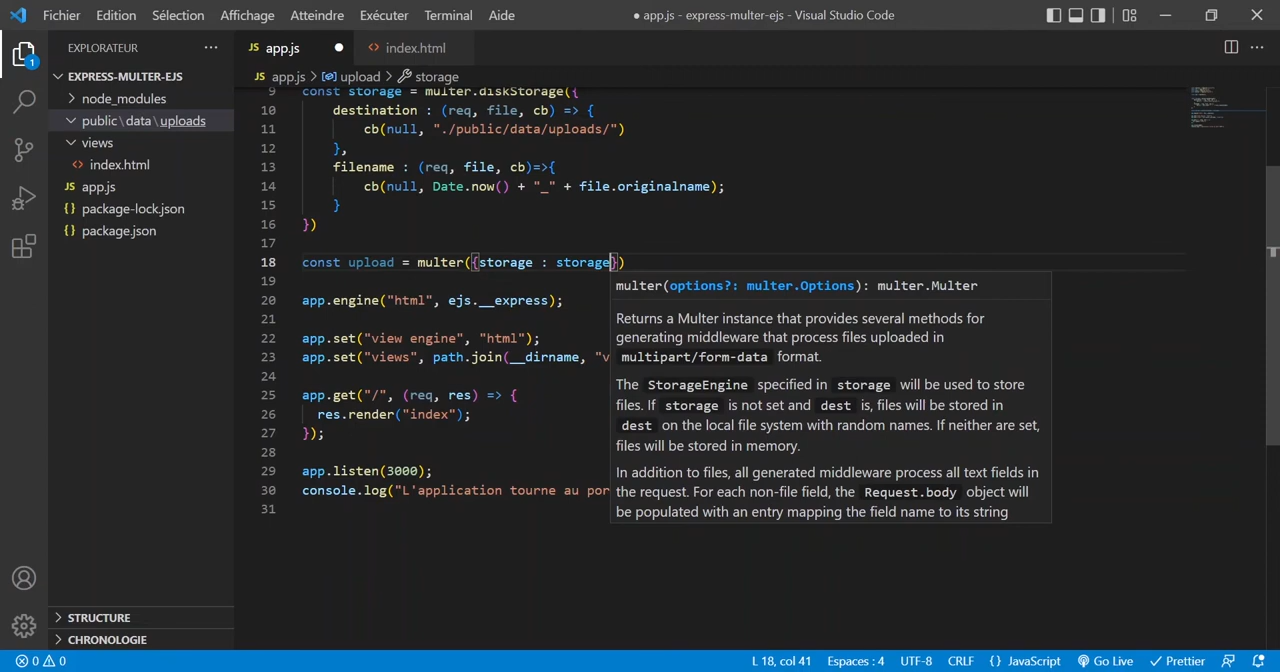 Fichier Edition Sélection Affichage Atteindre Exécuter Terminal Aide
● app.js - express-multer-ejs - Visual Studio Code
EXPLORATEUR
1
EXPRESS-MULTER-EJS
node_modules
public\data\uploads
views
<> index.html
JS app.js
{} package-lock.json
{} package.json
STRUCTURE
CHRONOLOGIE
JS app.js ●
<> index.html
JS app.js > upload > storage
9 const storage = multer.diskStorage({
10 destination : (req, file, cb) => {
11 cb(null, "./public/data/uploads/")
12 },
13 filename : (req, file, cb)=>{
14 cb(null, Date.now() + "_" + file.originalname);
15 }
16 })
17
18 const upload = multer({storage : storage})
19
20 app.engine("html", ejs.__express);
21
22 app.set("view engine", "html");
23 app.set("views", path.join(__dirname, "v
24
25 app.get("/", (req, res) => {
26 res.render("index");
27 });
28
29 app.listen(3000);
30 console.log("L'application tourne au por
31
multer(options?: multer.Options): multer.Multer
Returns a Multer instance that provides several methods for
generating middleware that process files uploaded in
multipart/form-data format.
The StorageEngine specified in storage will be used to store
files. If storage is not set and dest is, files will be stored in
dest on the local file system with random names. If neither are set,
files will be stored in memory.
In addition to files, all generated middleware process all text fields in
the request. For each non-file field, the Request.body object will
be populated with an entry mapping the field name to its string
0 0
L 18, col 41 Espaces : 4 UTF-8 CRLF {} JavaScript Go Live Prettier